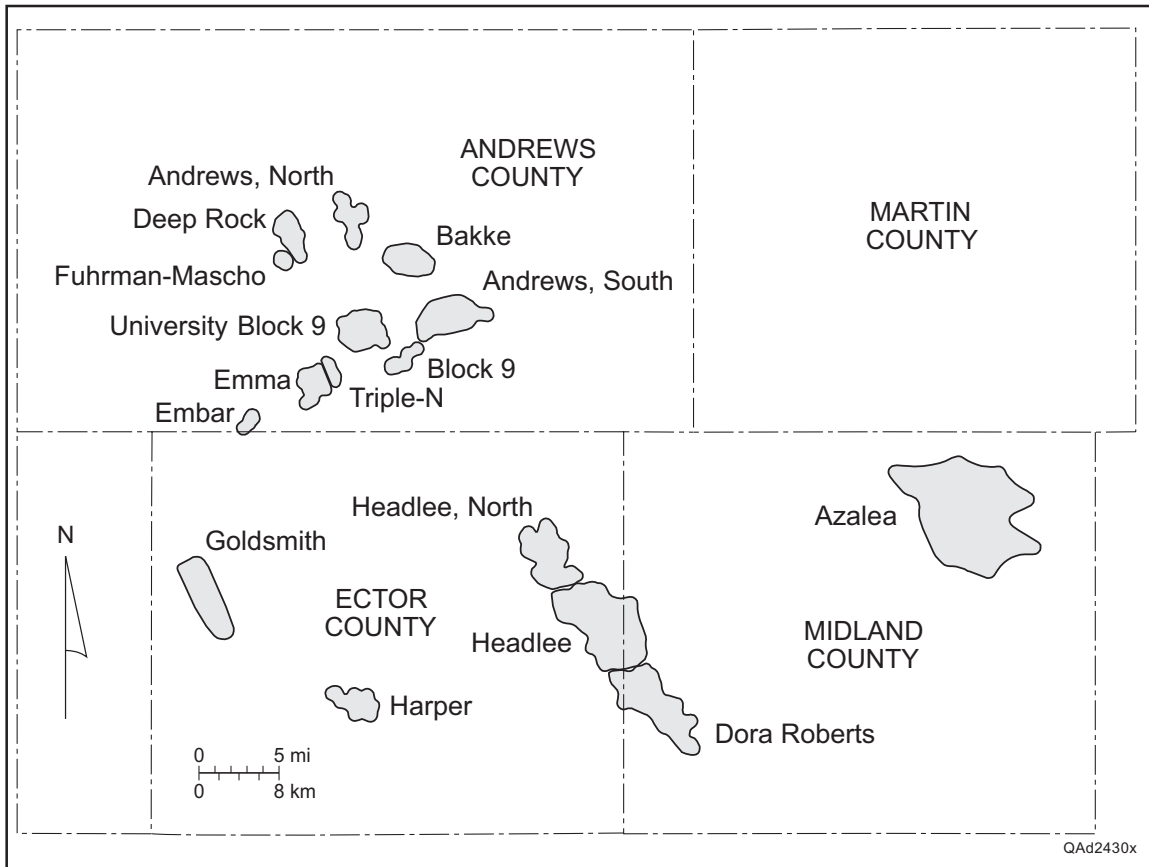 ANDREWS
COUNTY
Andrews, North
Deep Rock
MARTIN
COUNTY
Bakke
Fuhrman-Mascho
Andrews, South
University Block 9
Block 9
Emma
Triple-N
Embar
Headlee, North
Azalea
N
Goldsmith
ECTOR
COUNTY
Headlee
MIDLAND
COUNTY
Harper
Dora Roberts
0 5 mi
0 8 km
QAd2430x